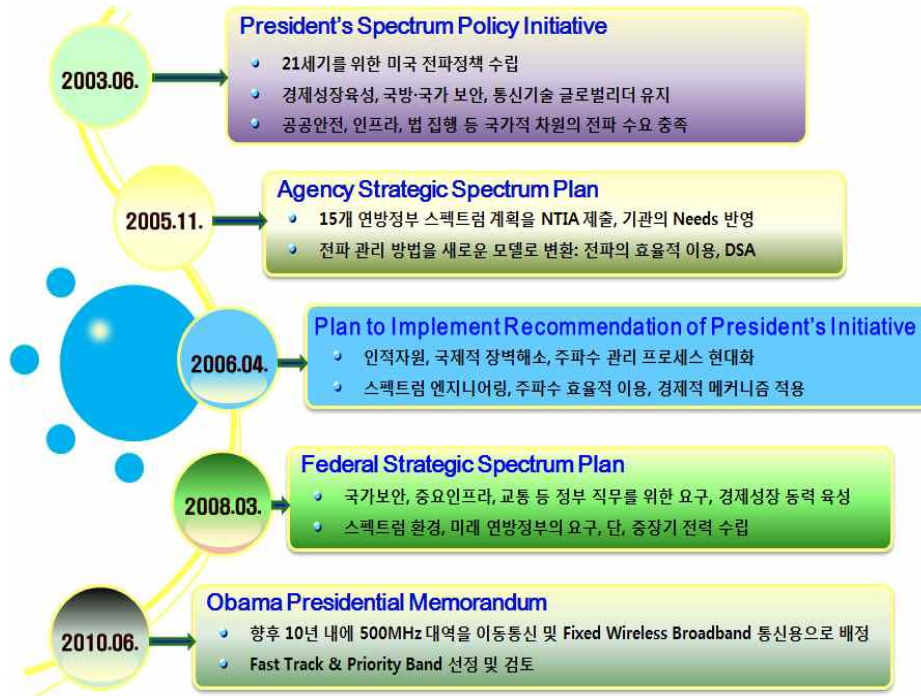 2003.06.
President's Spectrum Policy Initiative
21세기를 위한 미국 전파정책 수립
경제성장육성, 국방·국가 보안, 통신기술 글로벌리더 유지
공공안전, 인프라, 법 집행 등 국가적 차원의 전파 수요 충족
2005.11.
Agency Strategic Spectrum Plan
15개 연방정부 스펙트럼 계획을 NTIA 제출, 기관의 Needs 반영
전파 관리 방법을 새로운 모델로 변환: 전파의 효율적 이용, DSA
2006.04.
Plan to Implement Recommendation of President's Initiative
인적자원, 국제적 장벽해소, 주파수 관리 프로세스 현대화
스펙트럼 엔지니어링, 주파수 효율적 이용, 경제적 메커니즘 적용
2008.03.
Federal Strategic Spectrum Plan
국가보안, 중요인프라, 교통 등 정부 직무를 위한 요구, 경제성장 동력 육성
스펙트럼 환경, 미래 연방정부의 요구, 단, 중장기 전력 수립
2010.06.
Obama Presidential Memorandum
향후 10년 내에 500MHz 대역을 이동통신 및 Fixed Wireless Broadband 통신용으로 배정
Fast Track & Priority Band 선정 및 검토